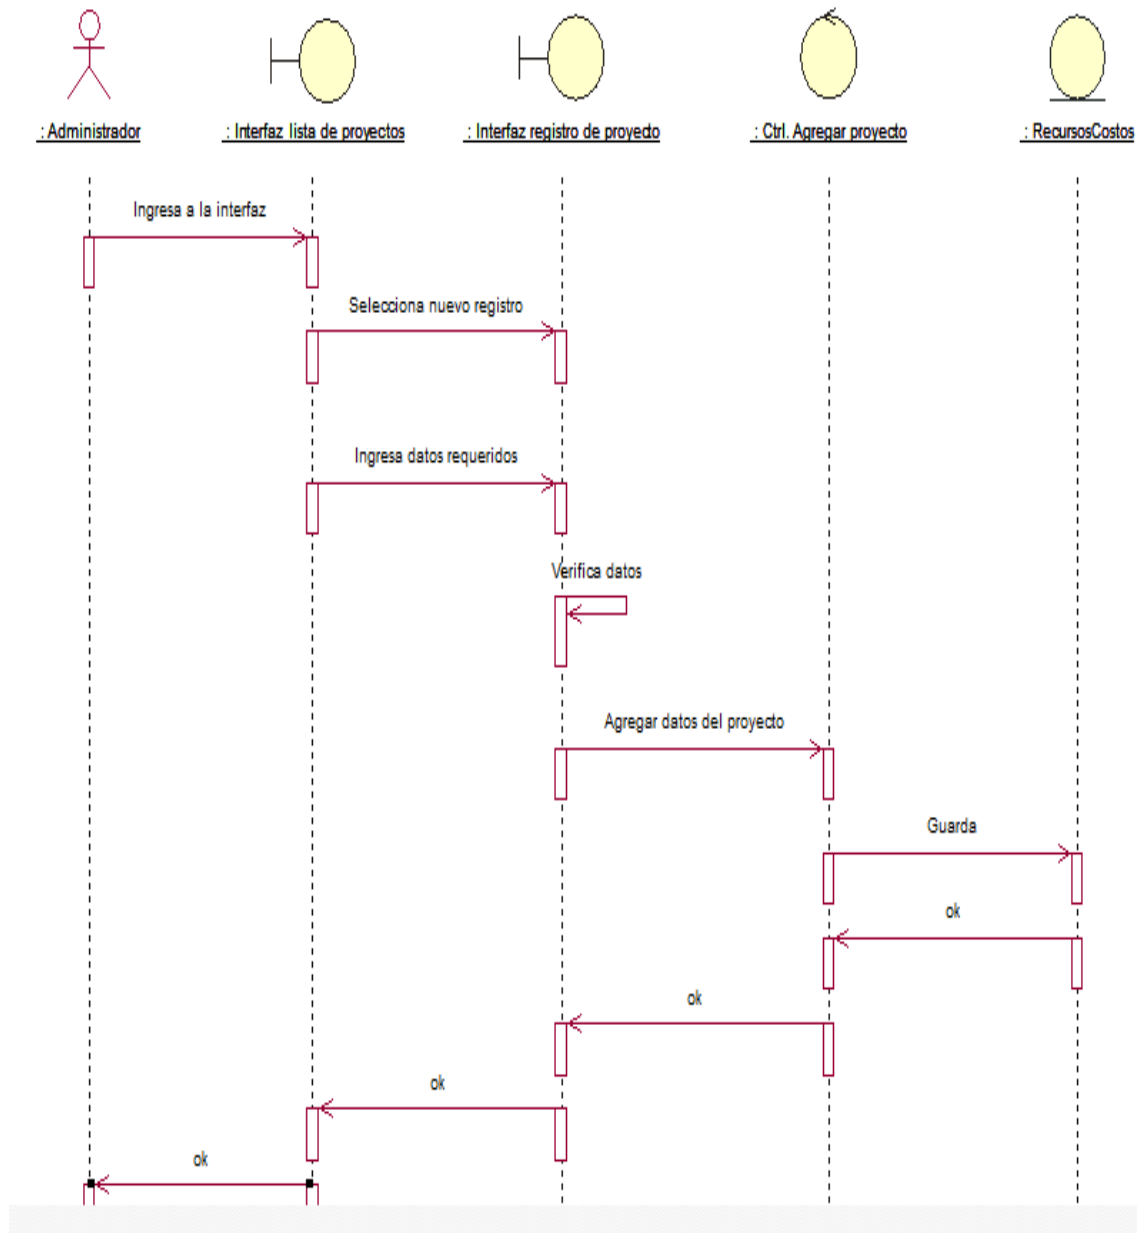 : Administrador
: Interfaz lista de proyectos
: Interfaz registro de proyecto
: Ctrl. Agregar proyecto
: RecursosCostos
Ingresa a la interfaz
Selecciona nuevo registro
Ingresa datos requeridos
Verifica datos
Agregar datos del proyecto
Guarda
ok
ok
ok
ok